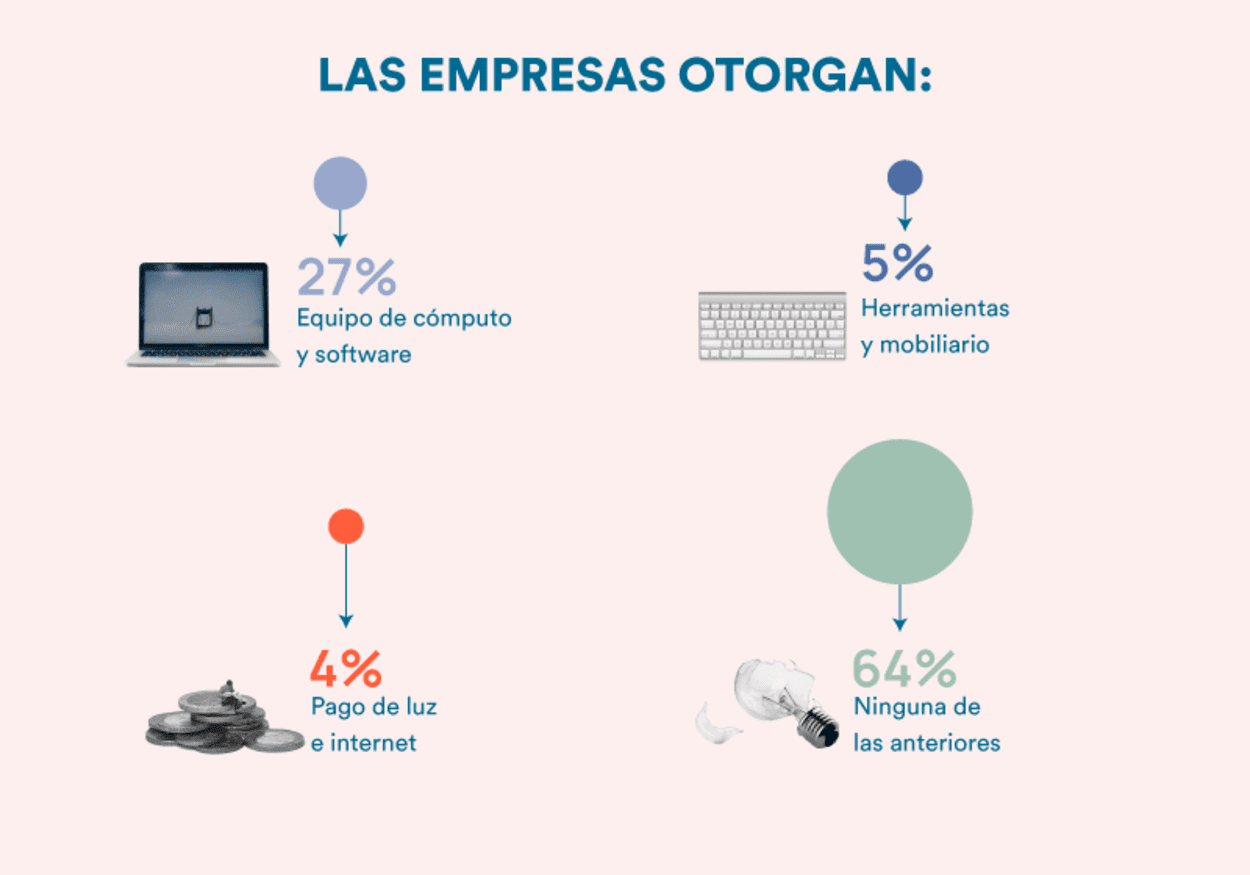 LAS EMPRESAS OTORGAN:
27%
Equipo de cómputo
y software
5%
Herramientas
y mobiliario
4%
Pago de luz
e internet
64%
Ninguna de
las anteriores